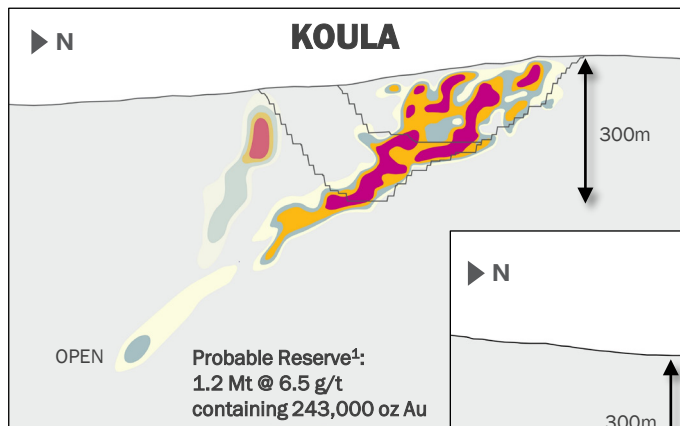 N
KOULA
300m
N
OPEN
Probable Reserve¹:
1.2 Mt @ 6.5 g/t
containing 243,000 oz Au
300m